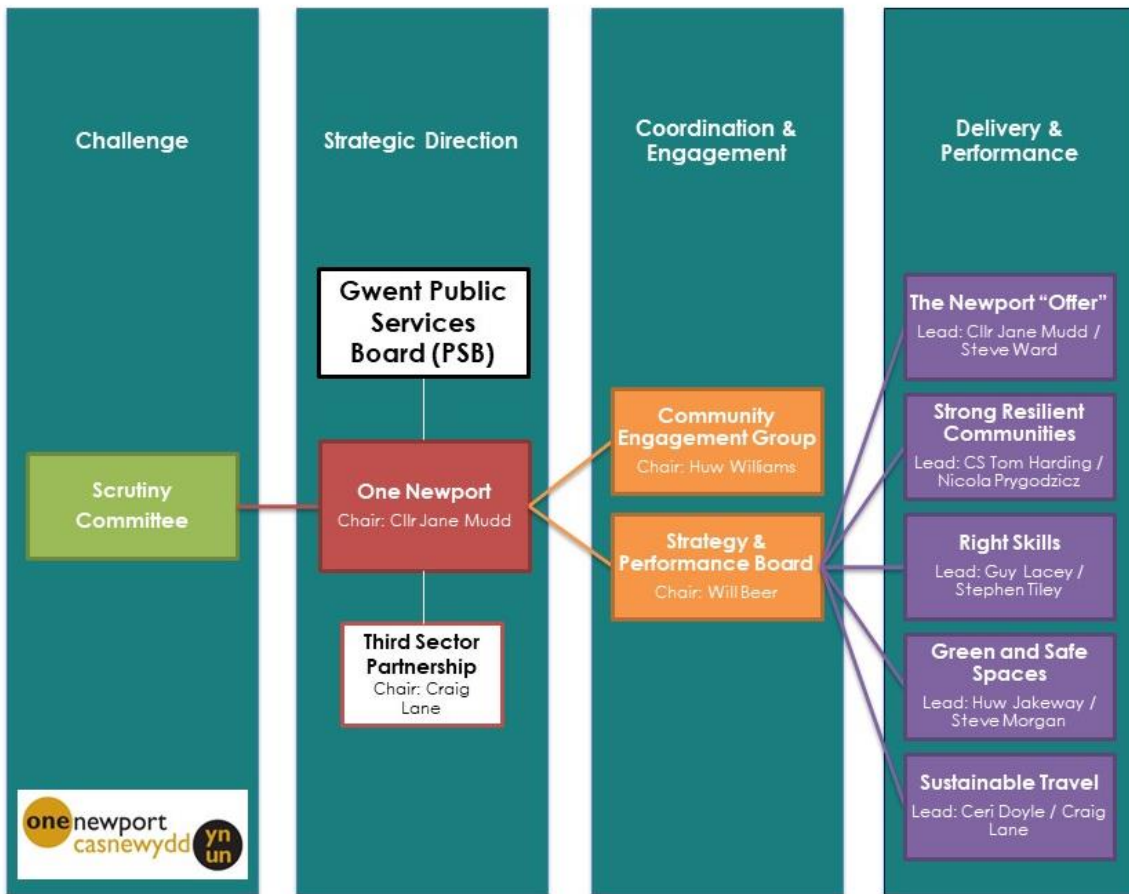 Challenge
Scrutiny
Committee
one newport
casnewydd
yn
un
Strategic Direction
Gwent Public
Services
Board (PSB)
One Newport
Chair: Cllr Jane Mudd
Third Sector
Partnership
Chair: Craig
Lane
Coordination &
Engagement
Community
Engagement Group
Chair: Huw Williams
Strategy &
Performance Board
Chair: Will Beer
Delivery &
Performance
The Newport “Offer”
Lead: Cllr Jane Mudd /
Steve Ward
Strong Resilient
Communities
Lead: CS Tom Harding /
Nicola Prygodzicz
Right Skills
Lead: Guy Lacey /
Stephen Tiley
Green and Safe
Spaces
Lead: Huw Jakeway /
Steve Morgan
Sustainable Travel
Lead: Ceri Doyle / Craig
Lane